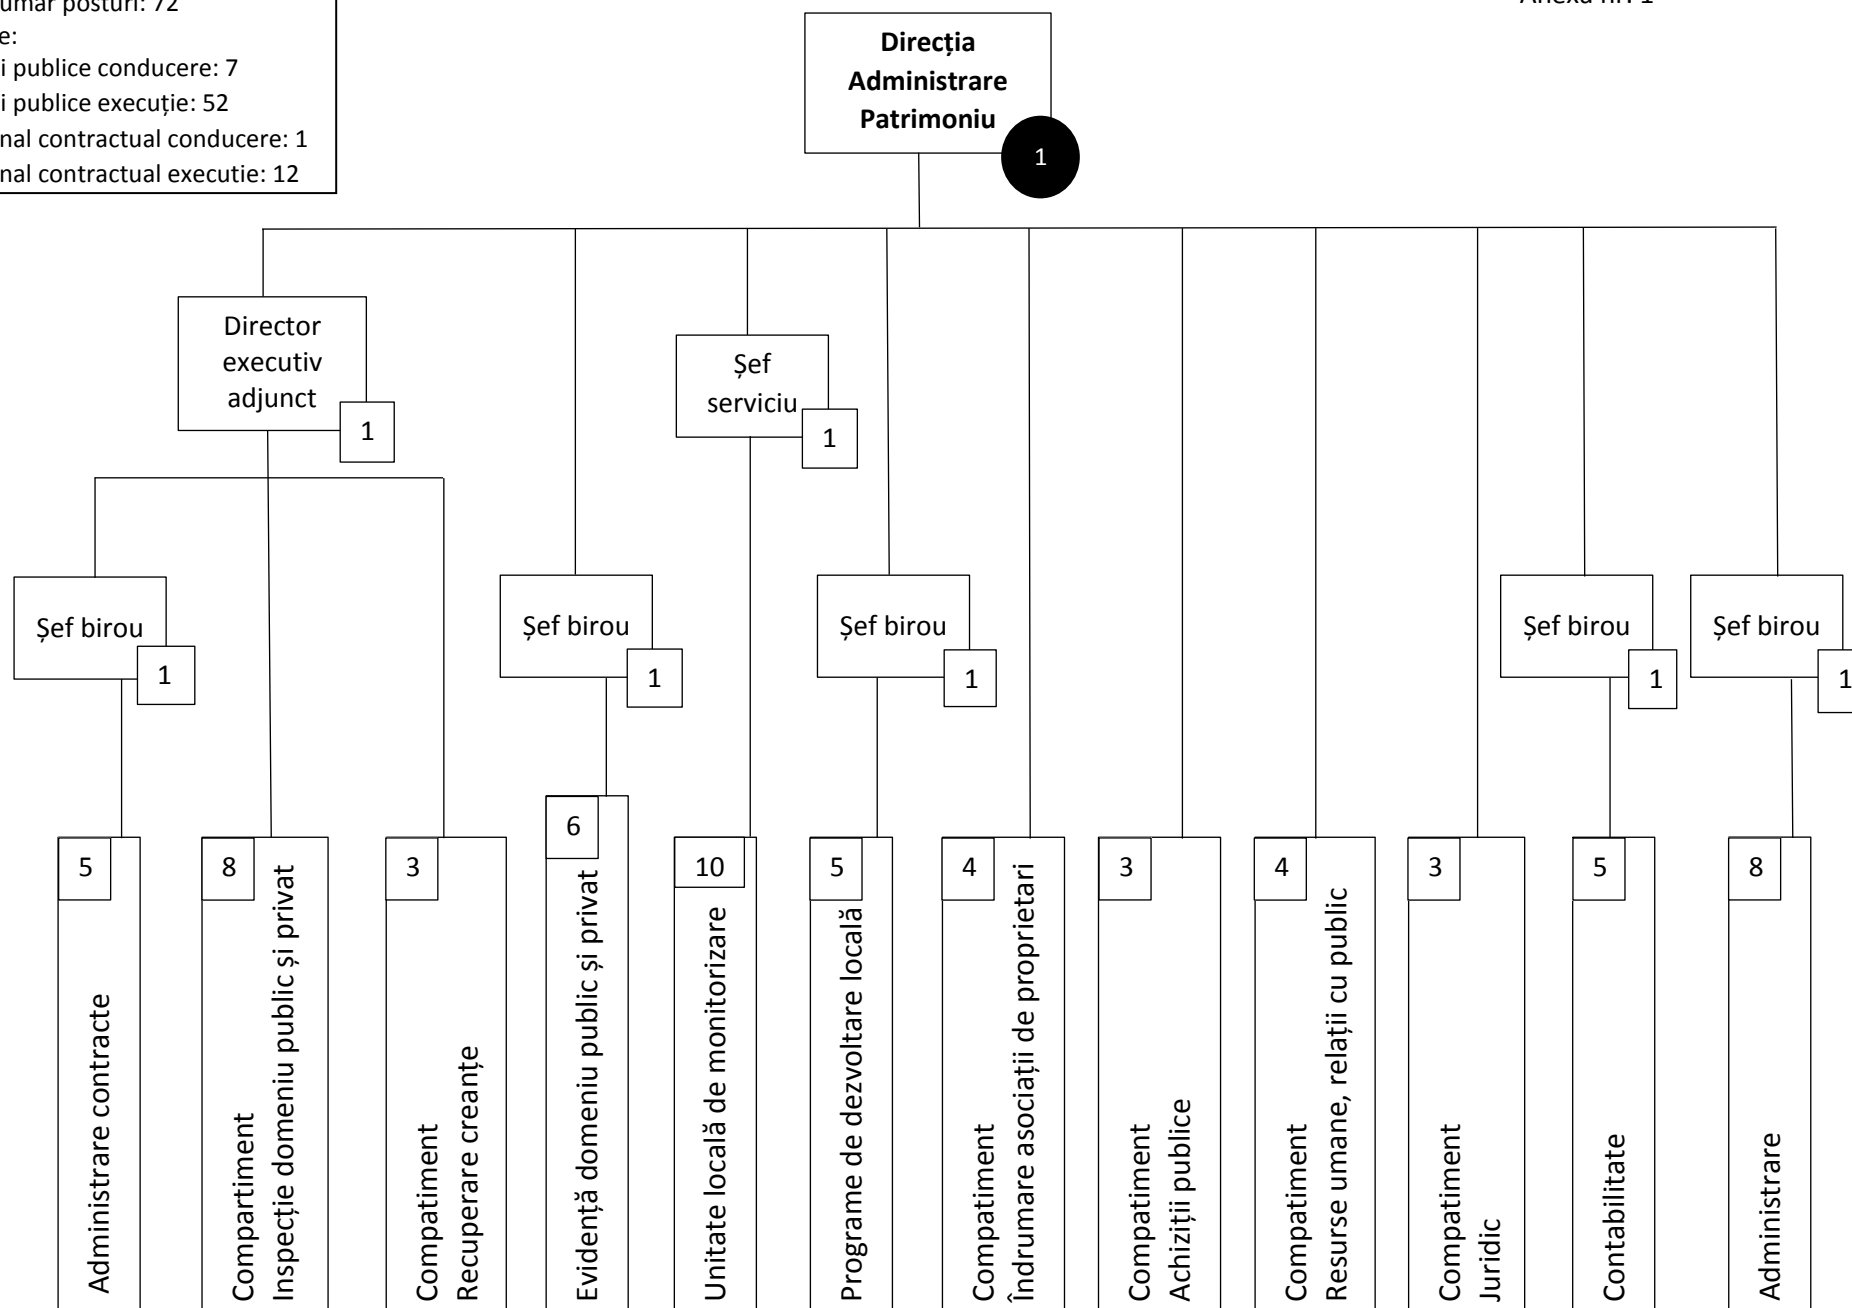 posturi: 72
publice conducere: 7
publice execuție: 52
contractual conducere: 1
contractual executie: 12
Anexa nr. 1
Direcția
Administrare
Patrimoniu
1
Director
executiv
adjunct
1
Șef
serviciu
1
Șef birou
1
Șef birou
1
Șef birou
1
Șef birou
1
Șef birou
1
5
Administrare contracte
8
Compartiment
Inspecție domeniu public și privat
3
Compatiment
Recuperare creanțe
6
Evidență domeniu public și privat
10
Unitate locală de monitorizare
5
Programe de dezvoltare locală
4
Compatiment
Îndrumare asociații de proprietari
3
Compatiment
Achiziții publice
4
Compatiment
Resurse umane, relații cu public
3
Compatiment
Juridic
5
Contabilitate
8
Administrare